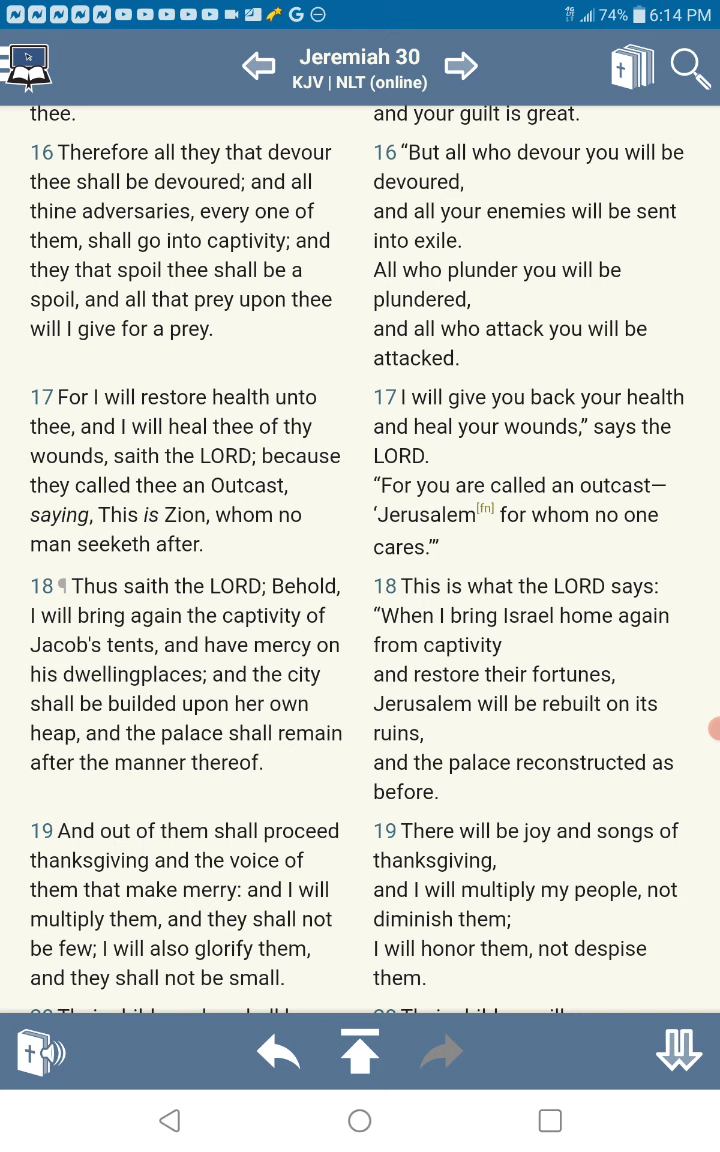 74% 6:14 PM
Jeremiah 30
KJV | NLT (online)
thee.
16 Therefore all they that devour
thee shall be devoured; and all
thine adversaries, every one of
them, shall go into captivity; and
they that spoil thee shall be a
spoil, and all that prey upon thee
will I give for a prey.
17 For I will restore health unto
thee, and I will heal thee of thy
wounds, saith the LORD; because
they called thee an Outcast,
saying, This is Zion, whom no
man seeketh after.
18 ¶ Thus saith the LORD; Behold,
I will bring again the captivity of
Jacob's tents, and have mercy on
his dwellingplaces; and the city
shall be builded upon her own
heap, and the palace shall remain
after the manner thereof.
19 And out of them shall proceed
thanksgiving and the voice of
them that make merry: and I will
multiply them, and they shall not
be few; I will also glorify them,
and they shall not be small.
and your guilt is great.
16 “But all who devour you will be
devoured,
and all your enemies will be sent
into exile.
All who plunder you will be
plundered,
and all who attack you will be
attacked.
17 I will give you back your health
and heal your wounds,” says the
LORD.
“For you are called an outcast—
‘Jerusalem[fn] for whom no one
cares.’”
18 This is what the LORD says:
“When I bring Israel home again
from captivity
and restore their fortunes,
Jerusalem will be rebuilt on its
ruins,
and the palace reconstructed as
before.
19 There will be joy and songs of
thanksgiving,
and I will multiply my people, not
diminish them;
I will honor them, not despise
them.